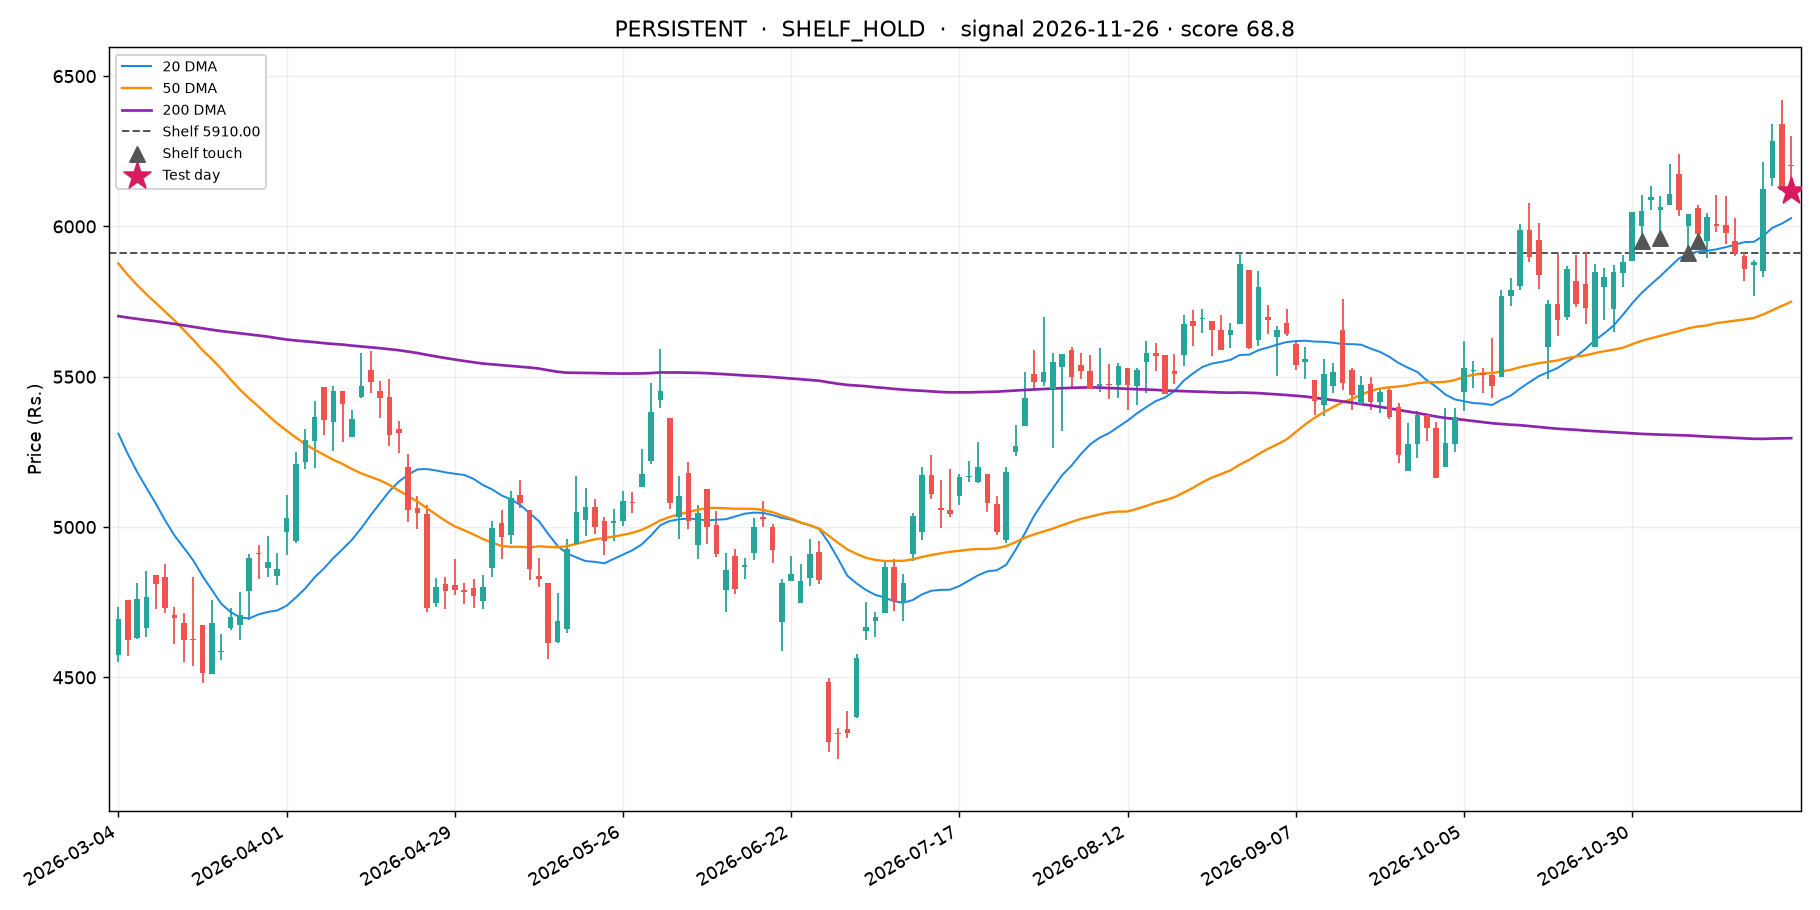 PERSISTENT · SHELF_HOLD · signal 2026-11-26 · score 68.8
20 DMA
50 DMA
200 DMA
Shelf 5910.00
Shelf touch
Test day
Price (Rs.)
6500
6000
5500
5000
4500
2026-03-04
2026-04-01
2026-04-29
2026-05-26
2026-06-22
2026-07-17
2026-08-12
2026-09-07
2026-10-05
2026-10-30